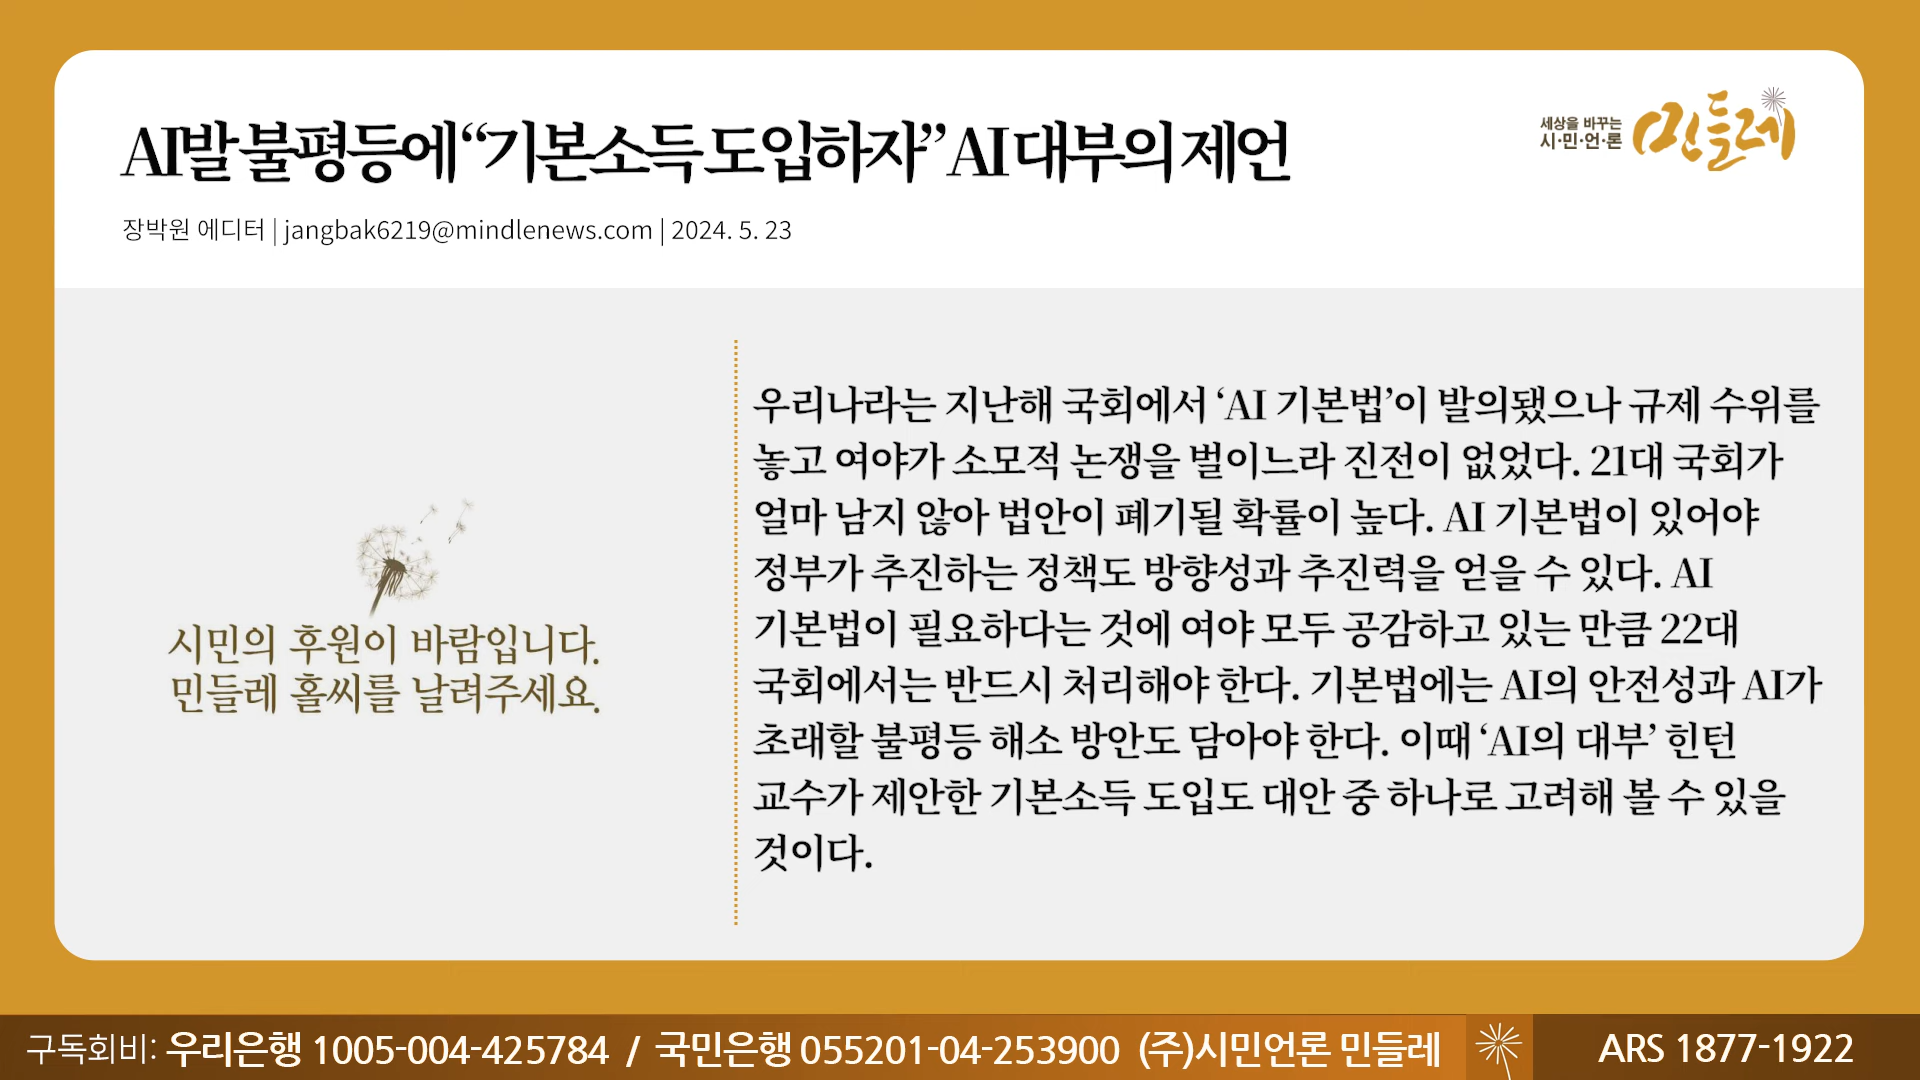 AI발 불평등에 “기본소득 도입하자” AI 대부의 제언
세상을 바꾸는
시·민·언·론
민들레
장박원 에디터 | jangbak6219@mindlenews.com | 2024. 5. 23
우리나라는 지난해 국회에서 ‘AI 기본법’이 발의됐으나 규제 수위를
놓고 여야가 소모적 논쟁을 벌이느라 진전이 없었다. 21대 국회가
얼마 남지 않아 법안이 폐기될 확률이 높다. AI 기본법이 있어야
정부가 추진하는 정책도 방향성과 추진력을 얻을 수 있다. AI
기본법이 필요하다는 것에 여야 모두 공감하고 있는 만큼 22대
국회에서는 반드시 처리해야 한다. 기본법에는 AI의 안전성과 AI가
초래할 불평등 해소 방안도 담아야 한다. 이때 ‘AI의 대부’ 힌턴
교수가 제안한 기본소득 도입도 대안 중 하나로 고려해 볼 수 있을
것이다.
시민의 후원이 바람입니다.
민들레 홀씨를 날려주세요.
구독회비: 우리은행 1005-004-425784 / 국민은행 055201-04-253900 (주)시민언론 민들레
ARS 1877-1922